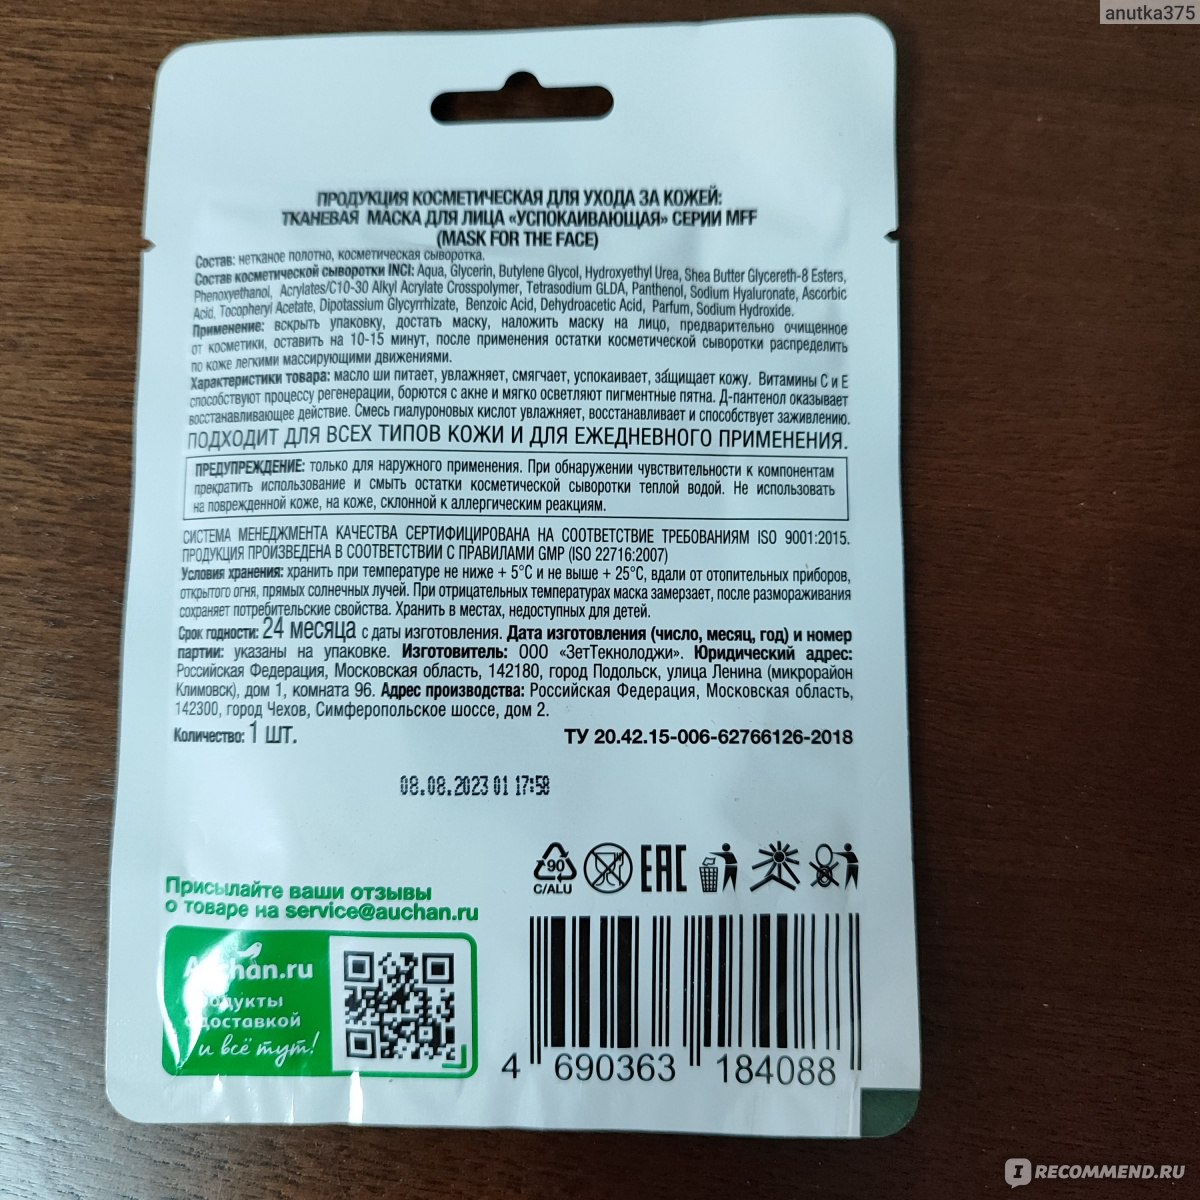 anutka375
ПРОДУКЦИЯ КОСМЕТИЧЕСКАЯ ДЛЯ УХОДА ЗА КОЖЕЙ:
ТКАНЕВАЯ МАСКА ДЛЯ ЛИЦА «УСПОКАИВАЮЩАЯ» СЕРИИ MFF
(MASK FOR THE FACE)
Состав: нетканое полотно, косметическая сыворотка.
Состав косметической сыворотки INCI: Aqua, Glycerin, Butylene Glycol, Hydroxyethyl Urea, Shea Butter Glycereth-8 Esters,
Phenoxyethanol, Acrylates/C10-30 Alkyl Acrylate Crosspolymer, Tetrasodium GLDA, Panthenol, Sodium Hyaluronate, Ascorbic
Acid, Tocopheryl Acetate, Dipotassium Glycyrrhizate, Benzoic Acid, Dehydroacetic Acid, Parfum, Sodium Hydroxide.
Применение: вскрыть упаковку, достать маску, наложить маску на лицо, предварительно очищенное
от косметики, оставить на 10-15 минут, после применения остатки косметической сыворотки распределить
по коже легкими массирующими движениями.
Характеристики товара: масло ши питает, увлажняет, смягчает, успокаивает, защищает кожу. Витамины С и Е
способствуют процессу регенерации, борются с акне и мягко осветляют пигментные пятна. Д-пантенол оказывает
восстанавливающее действие. Смесь гиалуроновых кислот увлажняет, восстанавливает и способствует заживлению.
ПОДХОДИТ ДЛЯ ВСЕХ ТИПОВ КОЖИ И ДЛЯ ЕЖЕДНЕВНОГО ПРИМЕНЕНИЯ.
ПРЕДУПРЕЖДЕНИЕ: только для наружного применения. При обнаружении чувствительности к компонентам
прекратить использование и смыть остатки косметической сыворотки теплой водой. Не использовать
на поврежденной коже, на коже, склонной к аллергическим реакциям.
СИСТЕМА МЕНЕДЖМЕНТА КАЧЕСТВА СЕРТИФИЦИРОВАНА НА СООТВЕТСТВИЕ ТРЕБОВАНИЯМ ISO 9001:2015.
ПРОДУКЦИЯ ПРОИЗВЕДЕНА В СООТВЕТСТВИИ С ПРАВИЛАМИ GMP (ISO 22716:2007)
Условия хранения: хранить при температуре не ниже + 5°С и не выше + 25°С, вдали от отопительных приборов,
открытого огня, прямых солнечных лучей. При отрицательных температурах маска замерзает, после размораживания
сохраняет потребительские свойства. Хранить в местах, недоступных для детей.
Срок годности: 24 месяца с даты изготовления. Дата изготовления (число, месяц, год) и номер
партии: указаны на упаковке. Изготовитель: ООО «ЗетТекнолоджи». Юридический адрес:
Российская Федерация, Московская область, 142180, город Подольск, улица Ленина (микрорайон
Климовск), дом 1, комната 96. Адрес производства: Российская Федерация, Московская область,
142300, город Чехов, Симферопольское шоссе, дом 2.
Количество: 1 шт.
ТУ 20.42.15-006-62766126-2018
08.08.2023 01 17:58
90
C/ALU
EAC
Присылайте ваши отзывы
о товаре на service@auchan.ru
Auchan.ru
продукты
с доставкой
и всё тут!
4 690363 184088
IRECOMMEND.RU